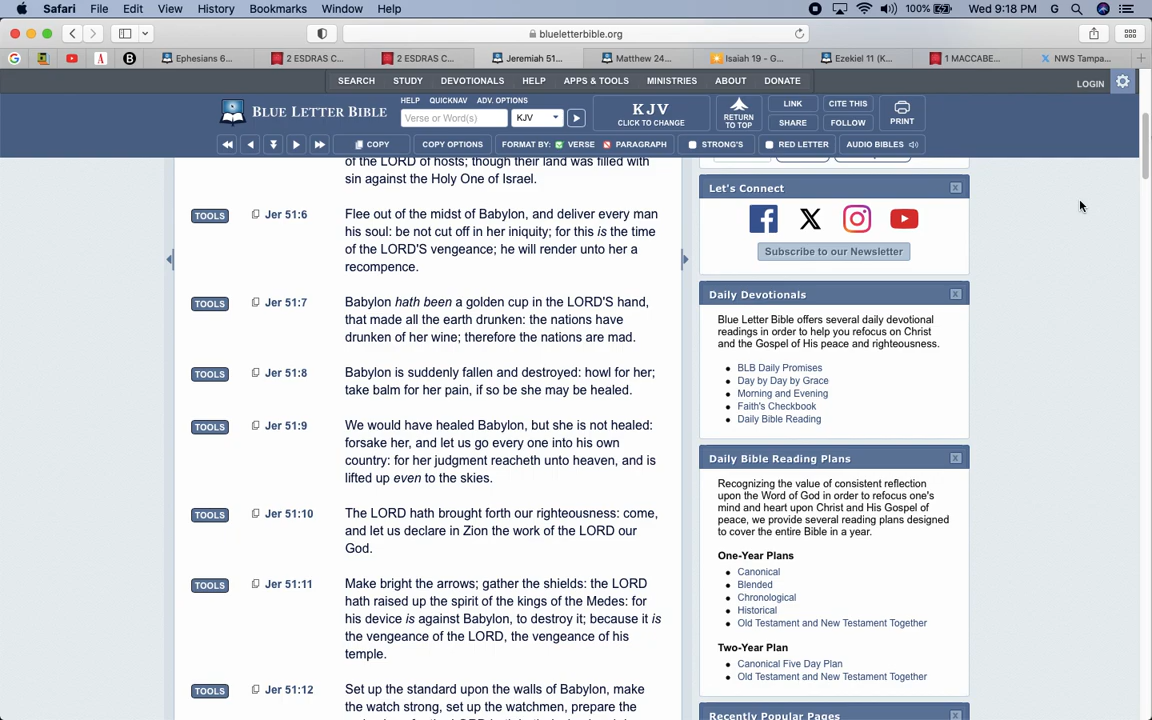 Safari File Edit View History Bookmarks Window Help 100% Wed 9:18 PM G
blueletterbible.org
Ephesians 6... 2 ESDRAS C... 2 ESDRAS C... Jeremiah 51... Matthew 24... Isaiah 19 - G... Ezekiel 11 (K... 1 MACCABE... NWS Tampa...
SEARCH STUDY DEVOTIONALS HELP APPS & TOOLS MINISTRIES ABOUT DONATE LOGIN
BLUE LETTER BIBLE
HELP QUICKNAV ADV. OPTIONS
Verse or Word(s) KJV
KJV
CLICK TO CHANGE
RETURN
TO TOP
LINK CITE THIS
SHARE FOLLOW
PRINT
COPY COPY OPTIONS FORMAT BY: VERSE PARAGRAPH STRONG'S RED LETTER AUDIO BIBLES
of the LORD of hosts; though their land was filled with
sin against the Holy One of Israel.
TOOLS Jer 51:6 Flee out of the midst of Babylon, and deliver every man
his soul: be not cut off in her iniquity; for this is the time
of the LORD'S vengeance; he will render unto her a
recompence.
TOOLS Jer 51:7 Babylon hath been a golden cup in the LORD'S hand,
that made all the earth drunken: the nations have
drunken of her wine; therefore the nations are mad.
TOOLS Jer 51:8 Babylon is suddenly fallen and destroyed: howl for her;
take balm for her pain, if so be she may be healed.
TOOLS Jer 51:9 We would have healed Babylon, but she is not healed:
forsake her, and let us go every one into his own
country: for her judgment reacheth unto heaven, and is
lifted up even to the skies.
TOOLS Jer 51:10 The LORD hath brought forth our righteousness: come,
and let us declare in Zion the work of the LORD our
God.
TOOLS Jer 51:11 Make bright the arrows; gather the shields: the LORD
hath raised up the spirit of the kings of the Medes: for
his device is against Babylon, to destroy it; because it is
the vengeance of the LORD, the vengeance of his
temple.
TOOLS Jer 51:12 Set up the standard upon the walls of Babylon, make
the watch strong, set up the watchmen, prepare the
Let's Connect
Subscribe to our Newsletter
Daily Devotionals
Blue Letter Bible offers several daily devotional
readings in order to help you refocus on Christ
and the Gospel of His peace and righteousness.
BLB Daily Promises
Day by Day by Grace
Morning and Evening
Faith's Checkbook
Daily Bible Reading
Daily Bible Reading Plans
Recognizing the value of consistent reflection
upon the Word of God in order to refocus one's
mind and heart upon Christ and His Gospel of
peace, we provide several reading plans designed
to cover the entire Bible in a year.
One-Year Plans
Canonical
Blended
Chronological
Historical
Old Testament and New Testament Together
Two-Year Plan
Canonical Five Day Plan
Old Testament and New Testament Together
Recently Popular Pages